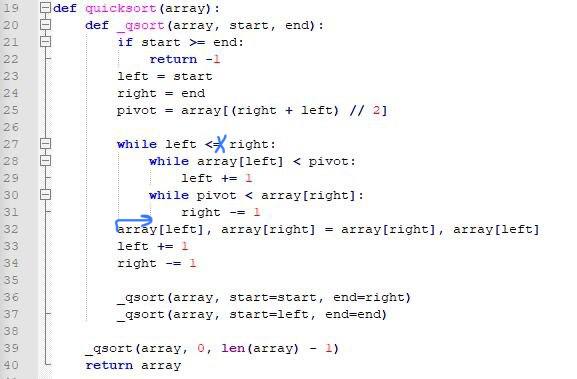 19 def quicksort(array):
20     def _qsort(array, start, end):
21         if start >= end:
22             return -1
23         left = start
24         right = end
25         pivot = array[(right + left) // 2]
26
27         while left <= right:
28             while array[left] < pivot:
29                 left += 1
30             while pivot < array[right]:
31                 right -= 1
32         array[left], array[right] = array[right], array[left]
33         left += 1
34         right -= 1
35
36         _qsort(array, start=start, end=right)
37         _qsort(array, start=left, end=end)
38
39     _qsort(array, 0, len(array) - 1)
40     return array